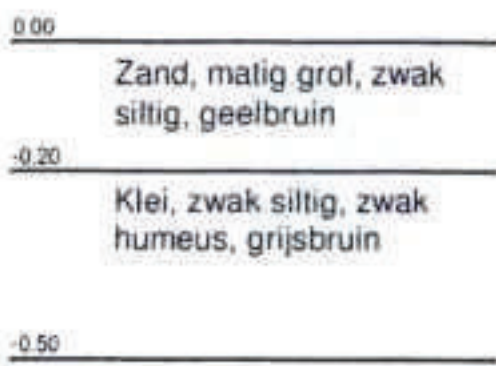 0.00
Zand, matig grof, zwak
siltig, geelbruin
-0.20
Klei, zwak siltig, zwak
humeus, grijsbruin
-0.50